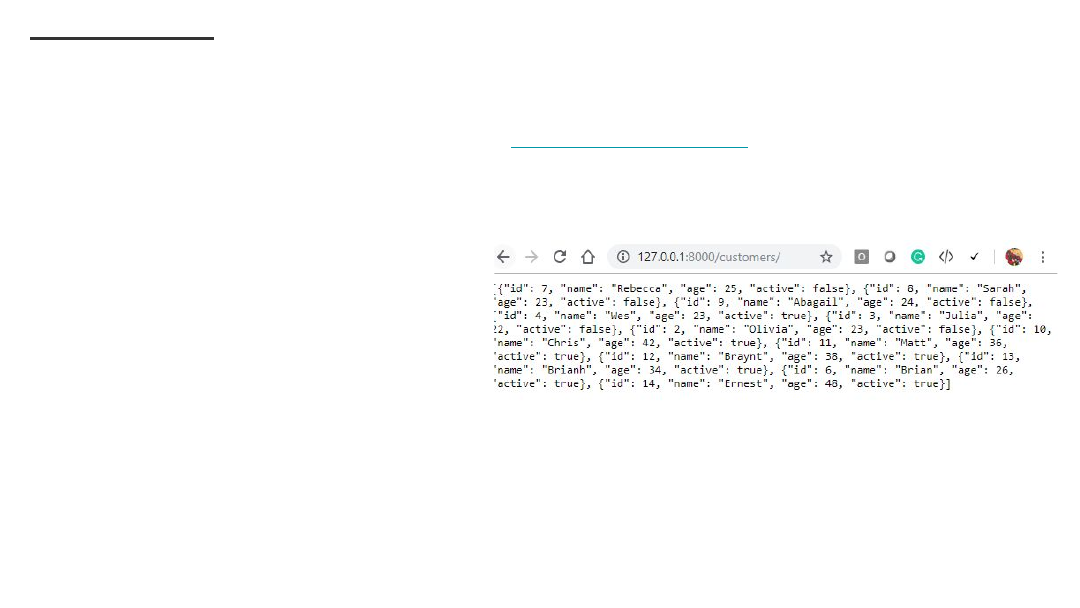 127.0.0.1:8000/customers/
[{"id": 7, "name": "Rebecca", "age": 25, "active": false}, {"id": 8, "name": "Sarah",
"age": 23, "active": false}, {"id": 9, "name": "Abagail", "age": 24, "active": false},
{"id": 4, "name": "Wes", "age": 23, "active": true}, {"id": 3, "name": "Julia", "age":
22, "active": false}, {"id": 2, "name": "Olivia", "age": 23, "active": false}, {"id": 10,
"name": "Chris", "age": 42, "active": true}, {"id": 11, "name": "Matt", "age": 36,
"active": true}, {"id": 12, "name": "Braynt", "age": 38, "active": true}, {"id": 13,
"name": "Brianh", "age": 34, "active": true}, {"id": 6, "name": "Brian", "age": 26,
"active": true}, {"id": 14, "name": "Ernest", "age": 48, "active": true}]